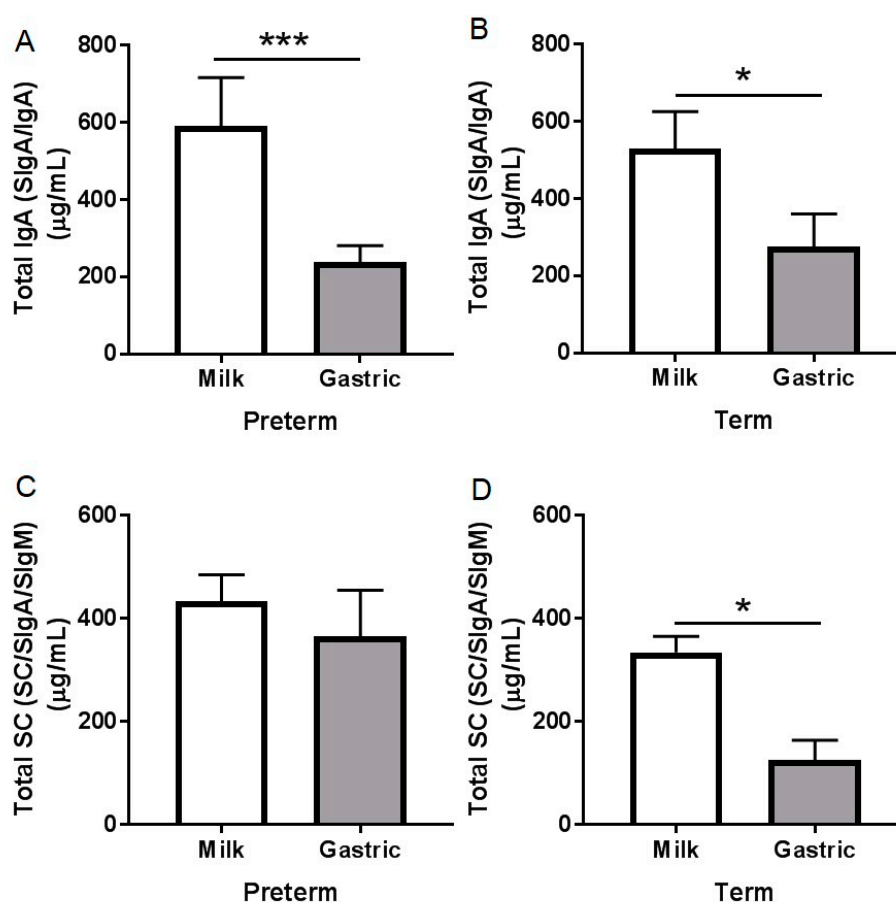 A
Total IgA (SIgA/IgA)
(µg/mL)
800
600
400
200
0
***
Milk
Gastric
Preterm
B
Total IgA (SIgA/IgA)
(µg/mL)
800
600
400
200
0
*
Milk
Gastric
Term
C
Total SC (SC/SIgA/SIgM)
(µg/mL)
600
400
200
0
Milk
Gastric
Preterm
D
Total SC (SC/SIgA/SIgM)
(µg/mL)
600
400
200
0
*
Milk
Gastric
Term